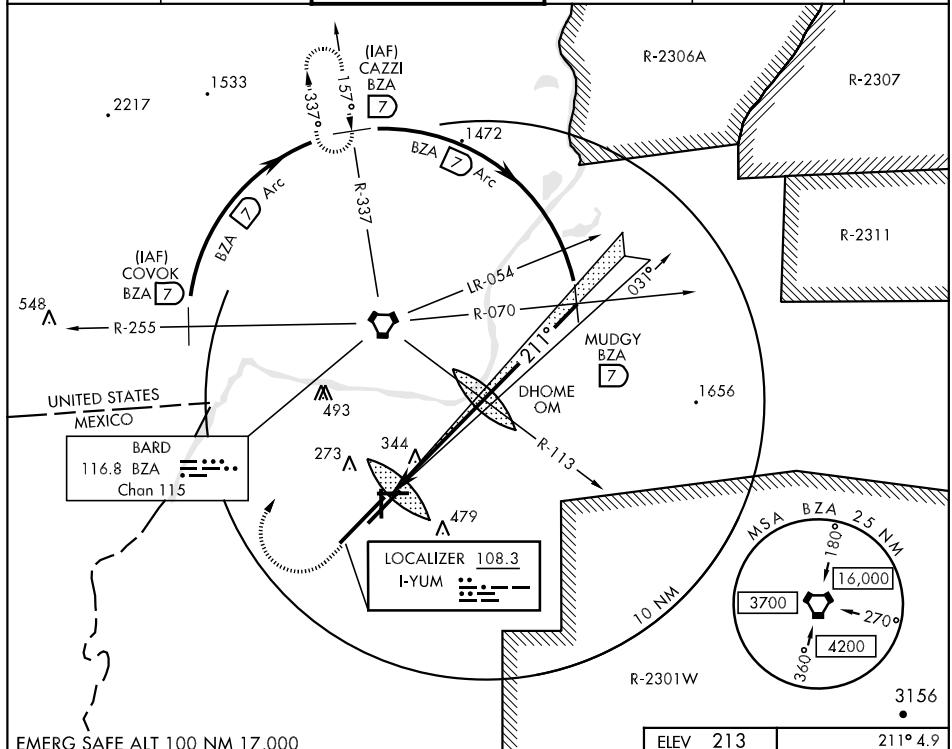 R-2306A
R-2307
(IAF)
CAZZI
BZA 7
1533
2217
337°
157°
1472
BZA 7 Arc
BZA 7 Arc
R-337
R-2311
(IAF)
COVOK
BZA 7
LR-054
031°
548
R-255
R-070
211°
MUDGY
BZA
7
UNITED STATES
MEXICO
493
DHOME
OM
1656
BARD
116.8 BZA
Chan 115
273
344
R-113
479
LOCALIZER 108.3
I-YUM
10 NM
MSA BZA 25 NM
180°
16,000
3700
270°
4200
360°
R-2301W
3156
EMERG SAFE ALT 100 NM 17,000
ELEV 213
211° 4.9